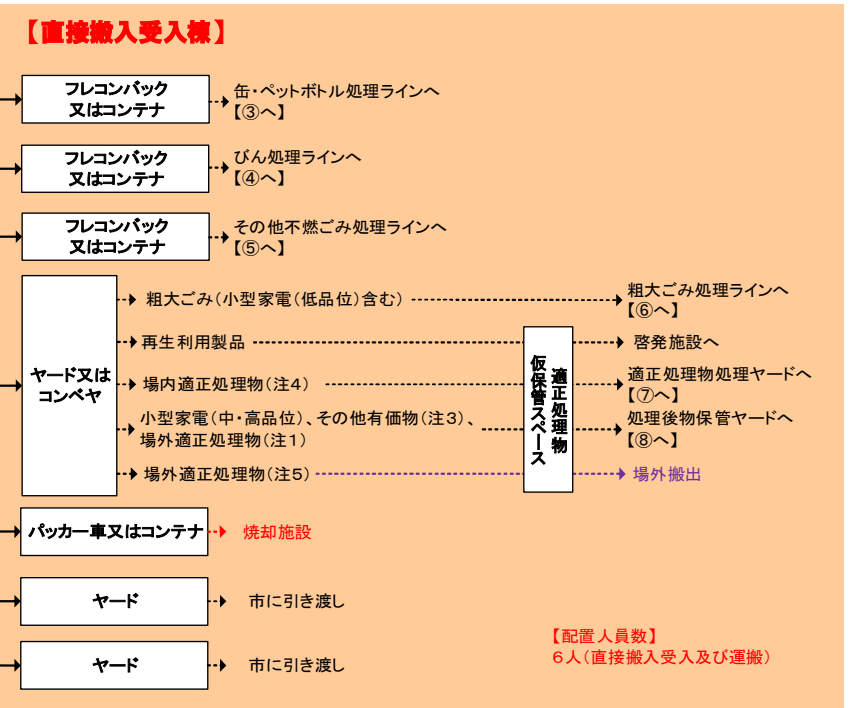 【直接搬入受入棟】
フレコンバック
又はコンテナ
缶・ペットボトル処理ラインへ
【③へ】
フレコンバック
又はコンテナ
びん処理ラインへ
【④へ】
フレコンバック
又はコンテナ
その他不燃ごみ処理ラインへ
【⑤へ】
ヤード又は
コンベヤ
粗大ごみ（小型家電（低品位）含む）
粗大ごみ処理ラインへ
【⑥へ】
再生利用製品
啓発施設へ
場内適正処理物（注４）
適正処理物処理ヤードへ
【⑦へ】
小型家電（中・高品位）、その他有価物（注３）、
場外適正処理物（注１）
処理後物保管ヤードへ
【⑧へ】
場外適正処理物（注５）
場外搬出
適正処理物
仮保管スペース
パッカー車又はコンテナ
焼却施設
ヤード
市に引き渡し
ヤード
市に引き渡し
【配置人員数】
６人（直接搬入受入及び運搬）